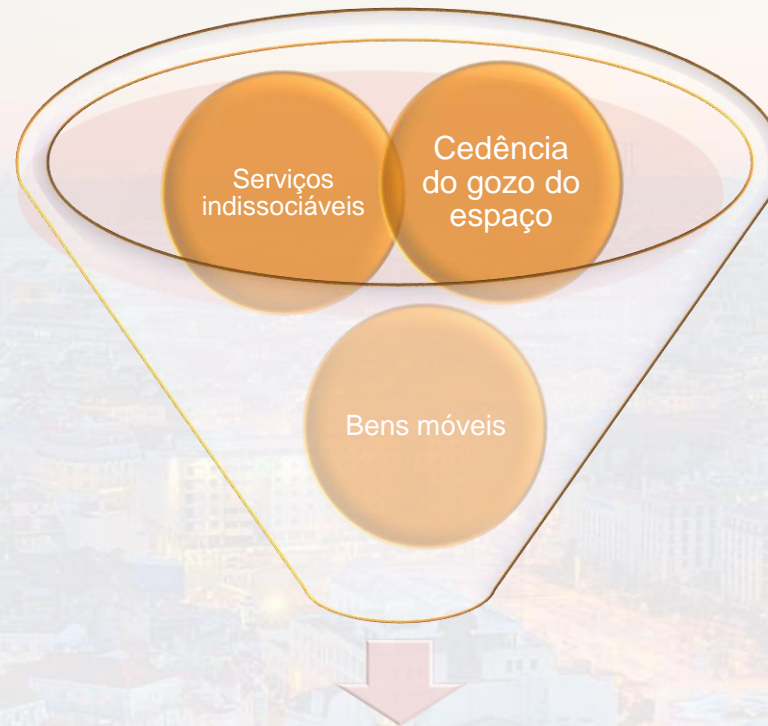 Serviços
indissociáveis
Cedência
do gozo do
espaço
Bens móveis